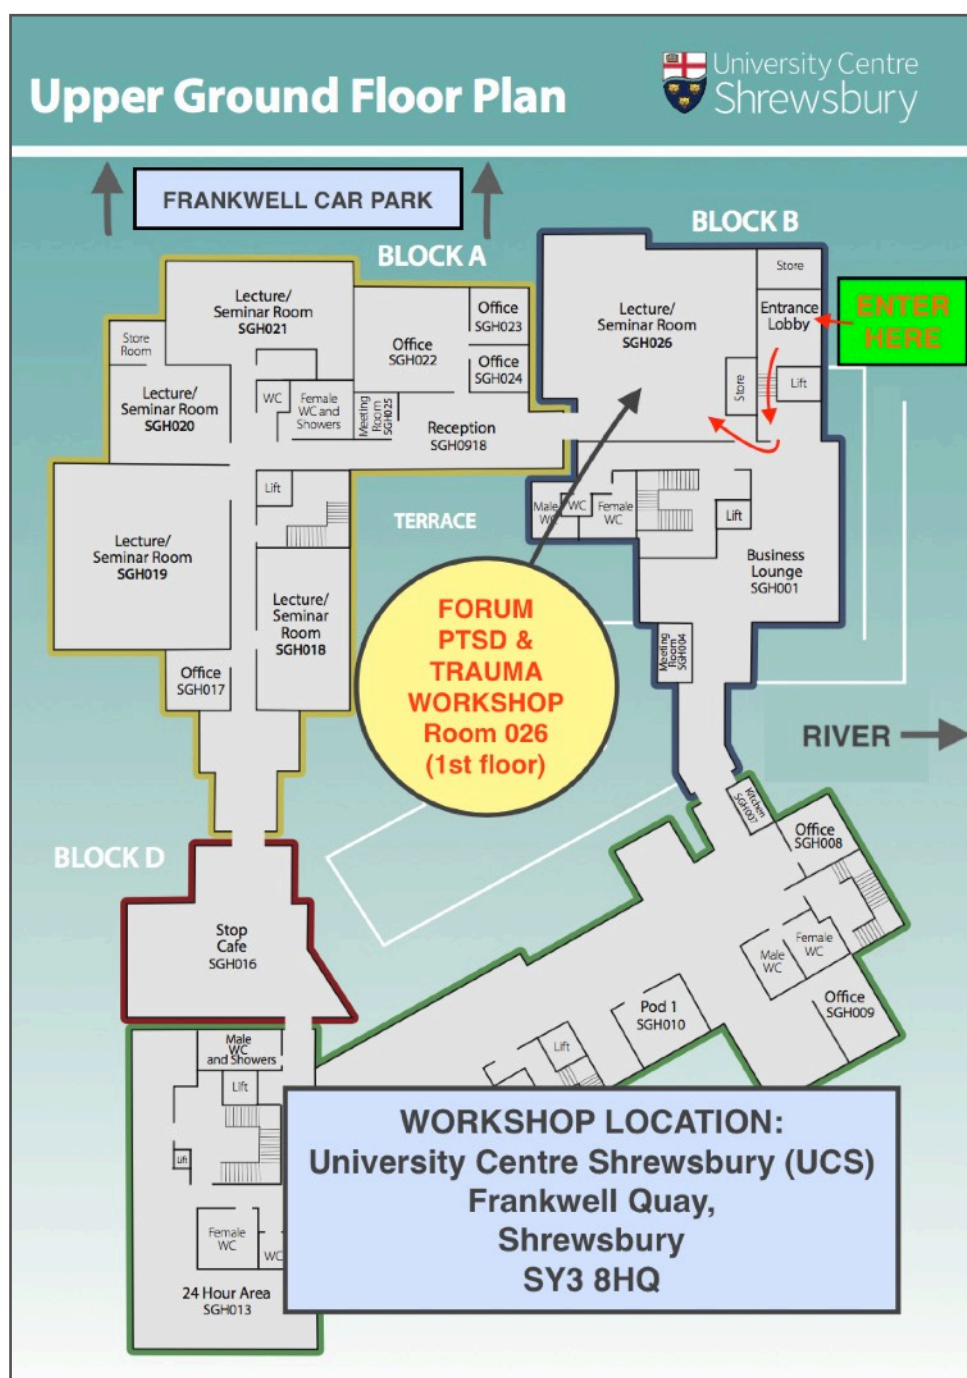 Upper Ground Floor Plan
University Centre
Shrewsbury
FRANKWELL CAR PARK
BLOCK A
BLOCK B
Lecture/
Seminar Room
SGH021
Office
SGH022
Office
SGH023
Office
SGH024
Store
Room
Lecture/
Seminar Room
SGH020
WC
Female
WC and
Showers
Meeting
Room
SGH025
Reception
SGH0918
Lecture/
Seminar Room
SGH026
Store
Entrance
Lobby
ENTER
HERE
Store
Lift
Lift
TERRACE
Male
WC
WC
Female
WC
Lift
Lecture/
Seminar Room
SGH019
Lecture/
Seminar
Room
SGH018
Business
Lounge
SGH001
Office
SGH017
Meeting
Room
SGH004
FORUM
PTSD &
TRAUMA
WORKSHOP
Room 026
(1st floor)
RIVER
Kitchen
SGH007
Office
SGH008
BLOCK D
Stop
Cafe
SGH016
Male
WC
Female
WC
Office
SGH009
Pod 1
SGH010
Lift
Male
WC
and Showers
Lift
Lift
Female
WC
WC
24 Hour Area
SGH013
WORKSHOP LOCATION:
University Centre Shrewsbury (UCS)
Frankwell Quay,
Shrewsbury
SY3 8HQ